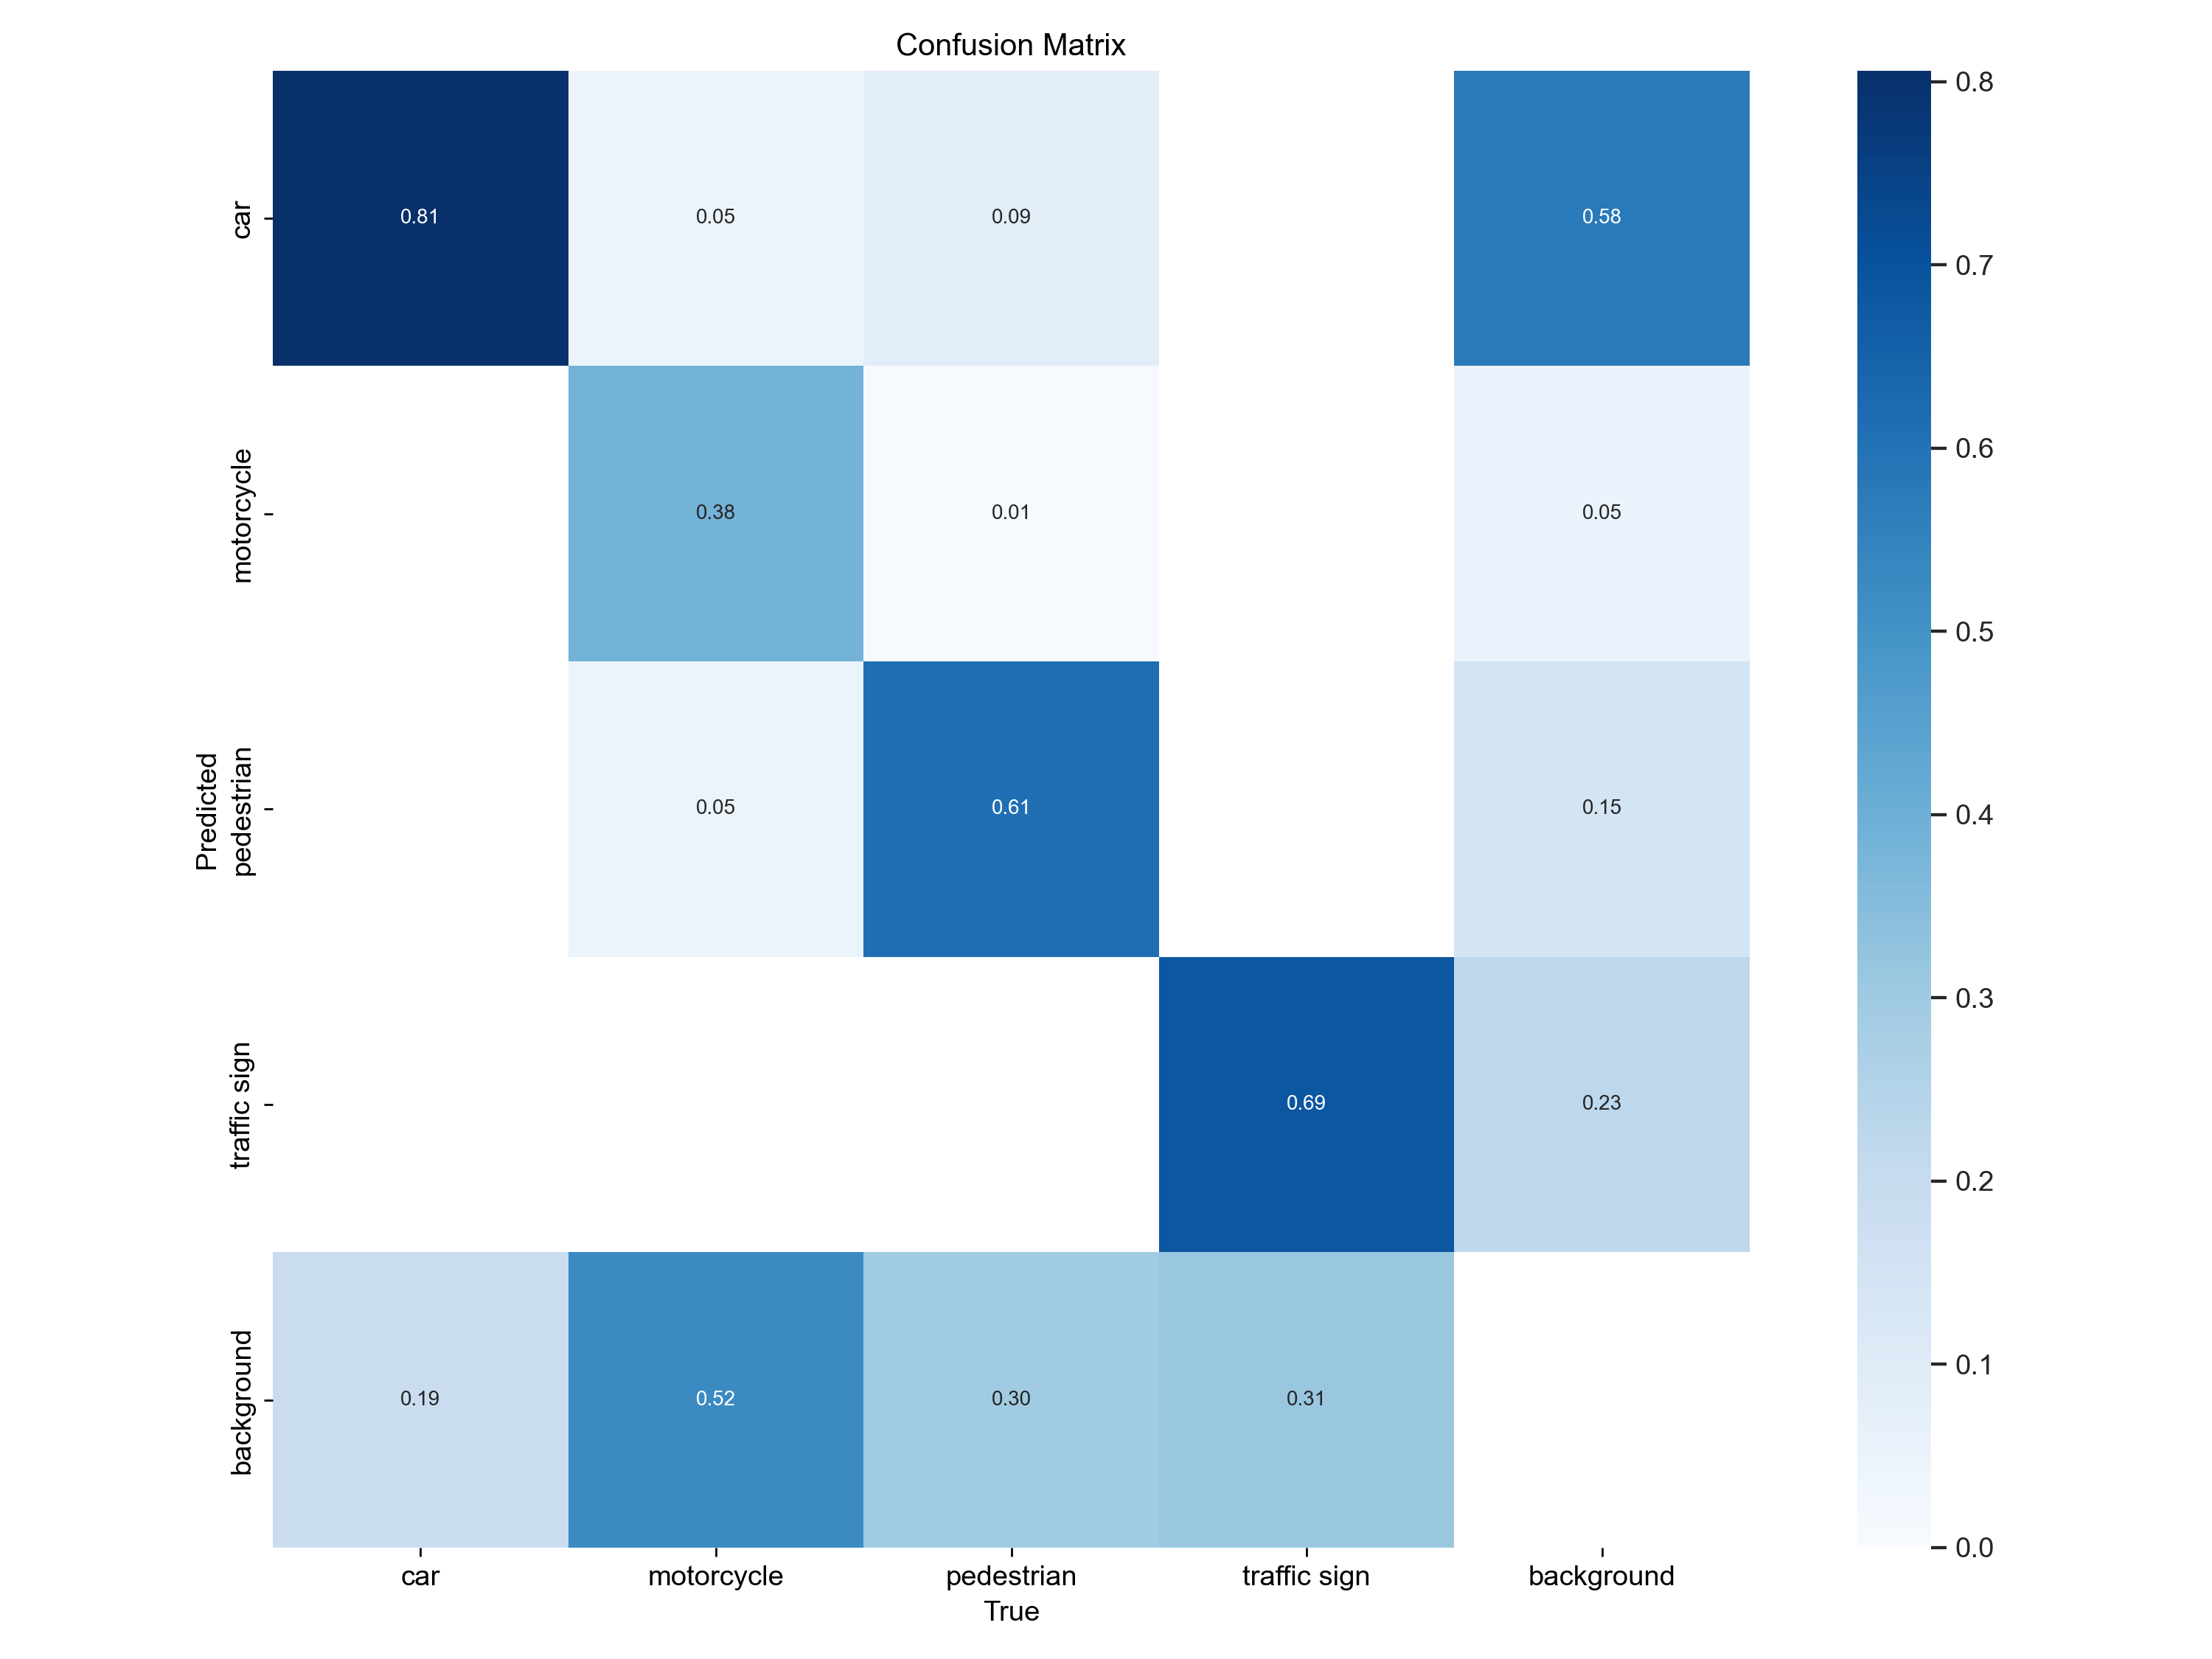 Confusion Matrix
car
0.81
0.05
0.09
0.58
motorcycle
0.38
0.01
0.05
Predicted
pedestrian
0.05
0.61
0.15
traffic sign
0.69
0.23
background
0.19
0.52
0.30
0.31
car
motorcycle
pedestrian
traffic sign
background
True
0.8
0.7
0.6
0.5
0.4
0.3
0.2
0.1
0.0